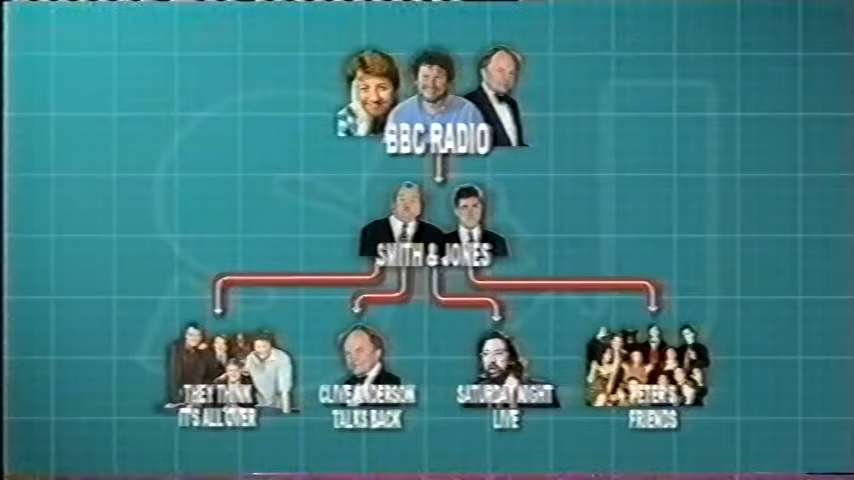 BBC RADIO
SMITH & JONES
THEY THINK
IT'S ALL OVER
CLIVE ANDERSON
TALKS BACK
SATURDAY NIGHT
LIVE
PETER'S
FRIENDS